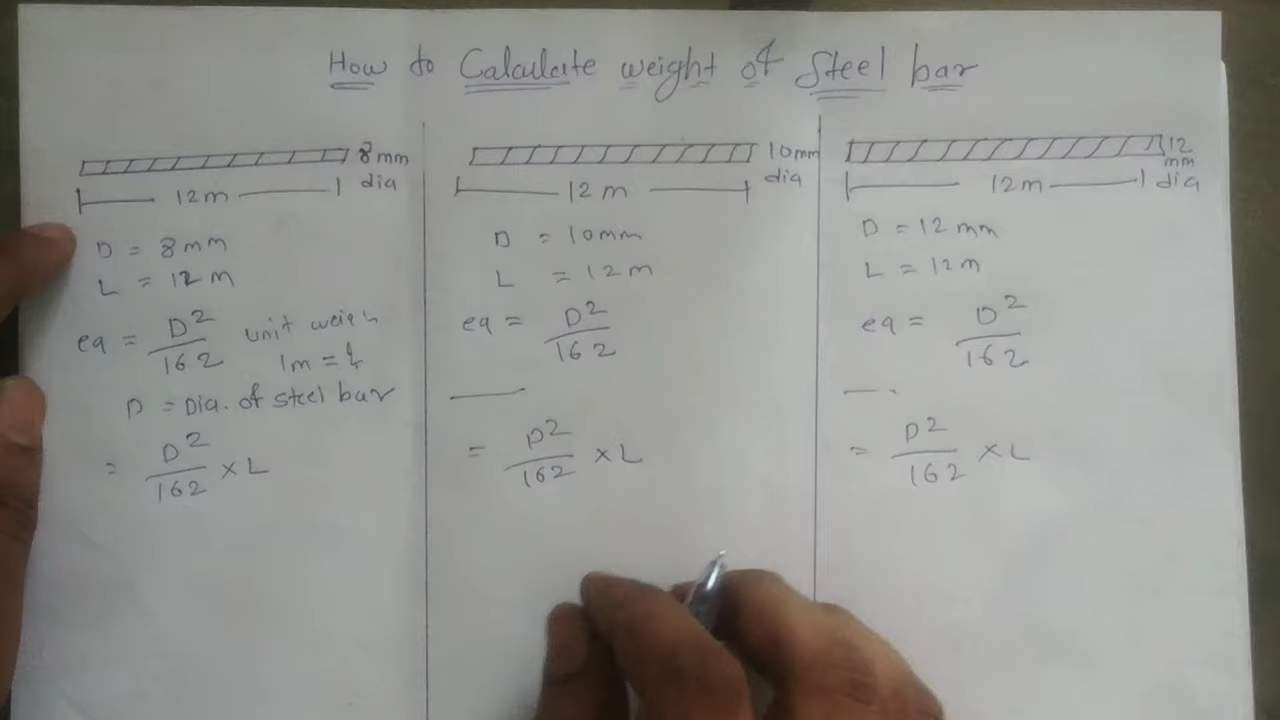 How to Calculate weight of Steel bar
8mm
dia
12m
D = 8mm
L = 12m
eq = D²/162 unit weigh
1m =
D = Dia. of steel bar
= D²/162 × L
10mm
dia
12m
D = 10mm
L = 12m
eq = D²/162
= D²/162 × L
12
mm
dia
12m
D = 12mm
L = 12m
eq = D²/162
= D²/162 × L